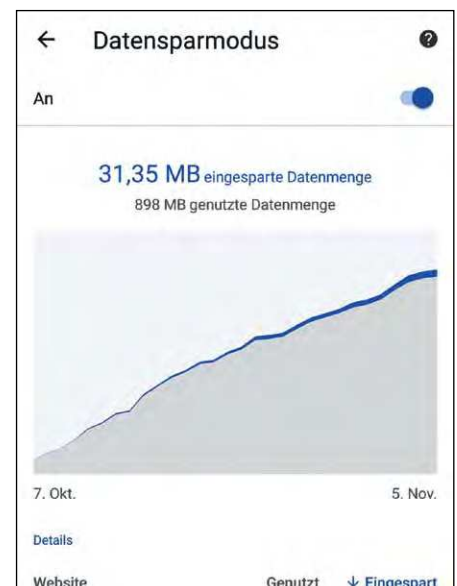 Datensparmodus
An
31,35 MB eingesparte Datenmenge
898 MB genutzte Datenmenge
7. Okt. 5. Nov.
Details
Website Genutzt ↓ Eingespart